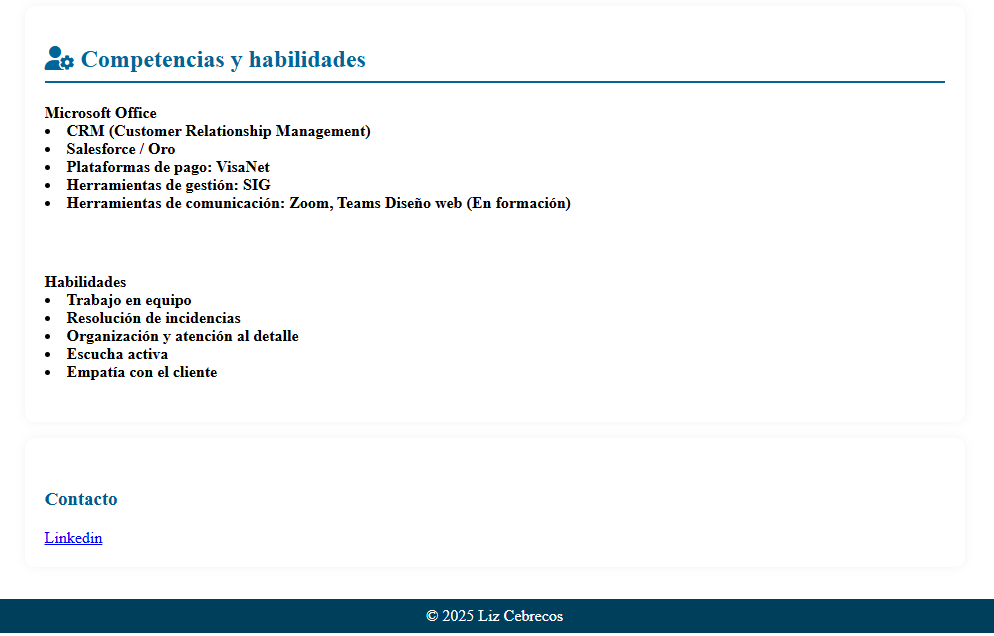 Competencias y habilidades
Microsoft Office
• CRM (Customer Relationship Management)
• Salesforce / Oro
• Plataformas de pago: VisaNet
• Herramientas de gestión: SIG
• Herramientas de comunicación: Zoom, Teams Diseño web (En formación)
Habilidades
• Trabajo en equipo
• Resolución de incidencias
• Organización y atención al detalle
• Escucha activa
• Empatía con el cliente
Contacto
Linkedin
© 2025 Liz Cebrecos